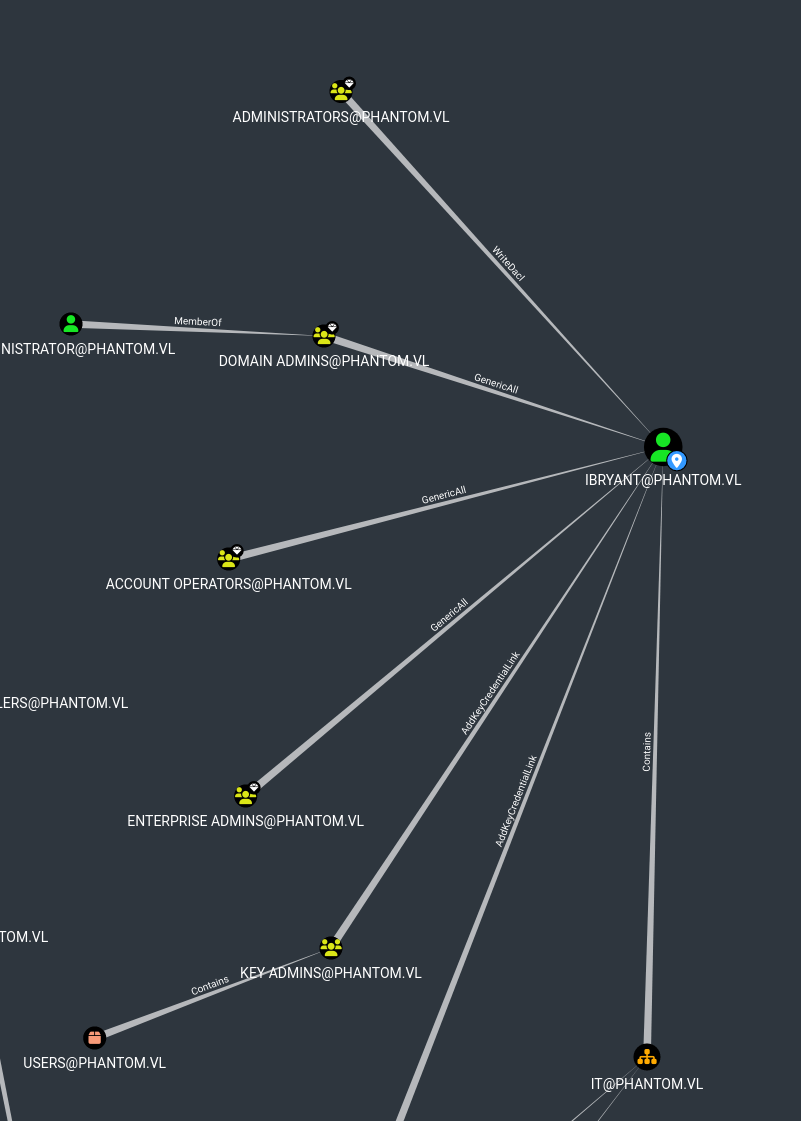 ADMINISTRATORS@PHANTOM.VL
WriteDacl
MemberOf
NISTRATOR@PHANTOM.VL
DOMAIN ADMINS@PHANTOM.VL
GenericAll
IBRYANT@PHANTOM.VL
GenericAll
ACCOUNT OPERATORS@PHANTOM.VL
GenericAll
AddKeyCredentialLink
LERS@PHANTOM.VL
Contains
AddKeyCredentialLink
ENTERPRISE ADMINS@PHANTOM.VL
TOM.VL
KEY ADMINS@PHANTOM.VL
Contains
USERS@PHANTOM.VL
IT@PHANTOM.VL